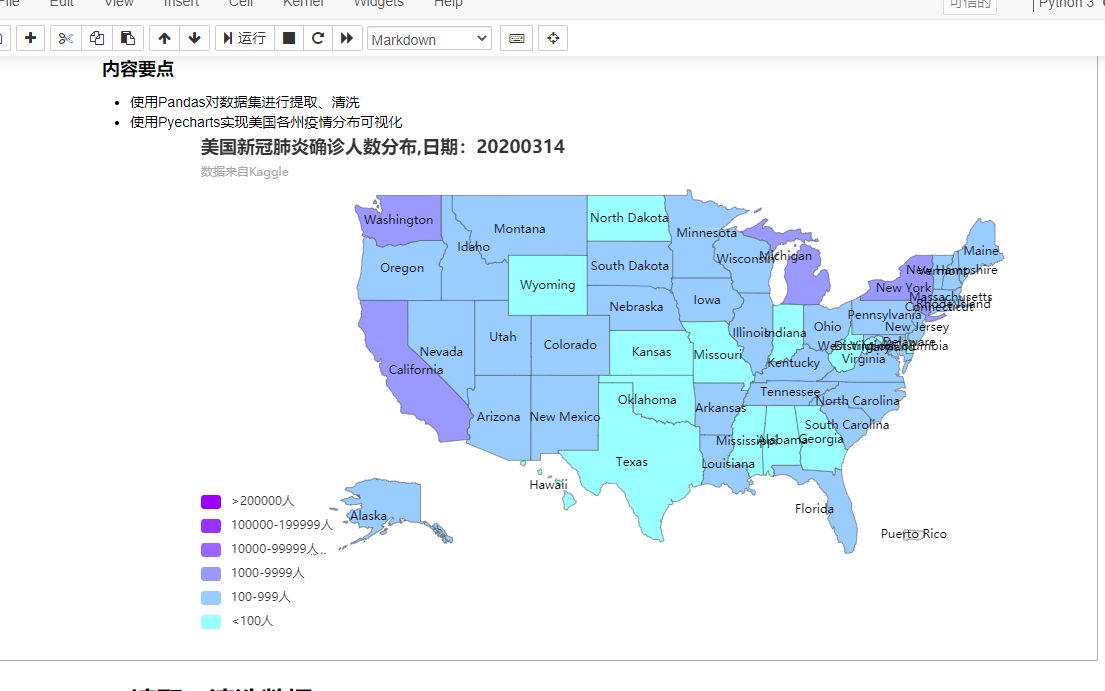 File Edit View Insert Cell Kernel Widgets Help
可信的
Python 3
运行
Markdown
内容要点
使用Pandas对数据集进行提取、清洗
使用Pyecharts实现美国各州疫情分布可视化
美国新冠肺炎确诊人数分布,日期：20200314
数据来自Kaggle
Washington
Montana
North Dakota
Minnesota
Idaho
Maine
Oregon
South Dakota
Wisconsin
Michigan
Vermont
New Hampshire
Wyoming
New York
Massachusetts
Rhode Island
Connecticut
Nebraska
Iowa
Pennsylvania
New Jersey
Nevada
Utah
Colorado
Kansas
Missouri
Illinois
Indiana
Ohio
Delaware
Virginia
California
Kentucky
Arizona
New Mexico
Oklahoma
Arkansas
Tennessee
North Carolina
South Carolina
Mississippi
Alabama
Georgia
Texas
Louisiana
Hawaii
Florida
Alaska
Puerto Rico
>200000人
100000-199999人
10000-99999人
1000-9999人
100-999人
<100人